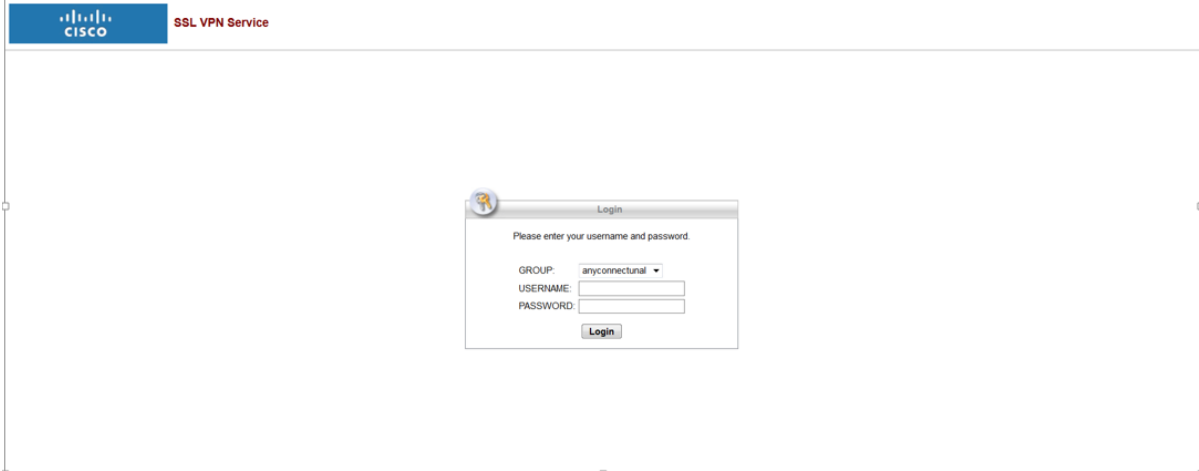 CISCO
SSL VPN Service
Login
Please enter your username and password.
GROUP: anyconnectunal
USERNAME:
PASSWORD:
Login